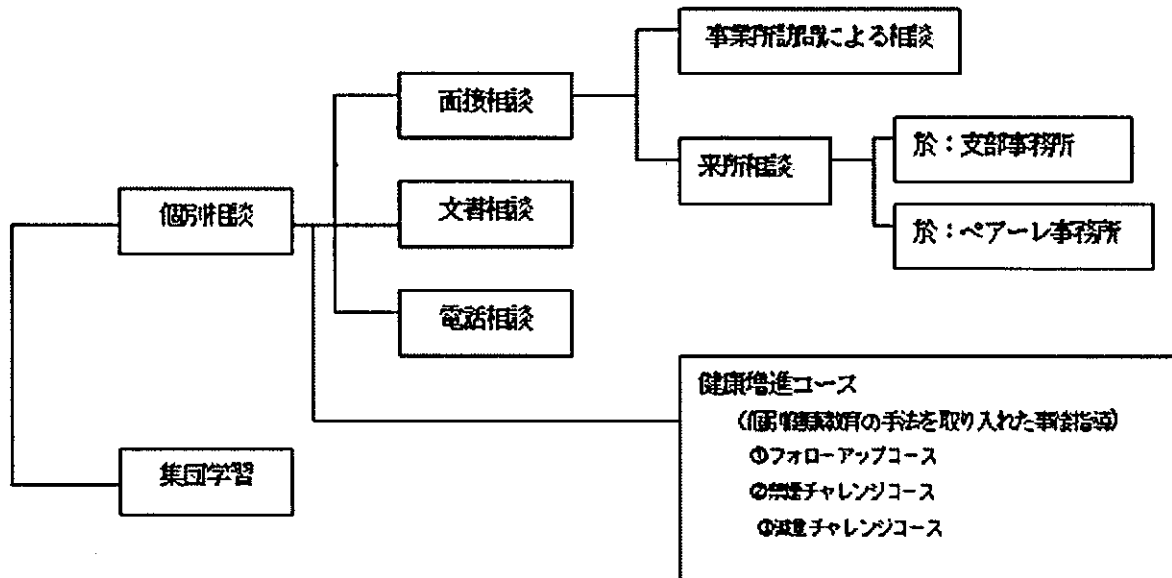 事業所訪問による相談
面接相談
来所相談
於：支部事務所
於：ペアーレ事務所
個別相談
文書相談
電話相談
健康増進コース
（個別健康教育の手法を取り入れた事後指導）
①フォローアップコース
②禁煙チャレンジコース
③減量チャレンジコース
集団学習